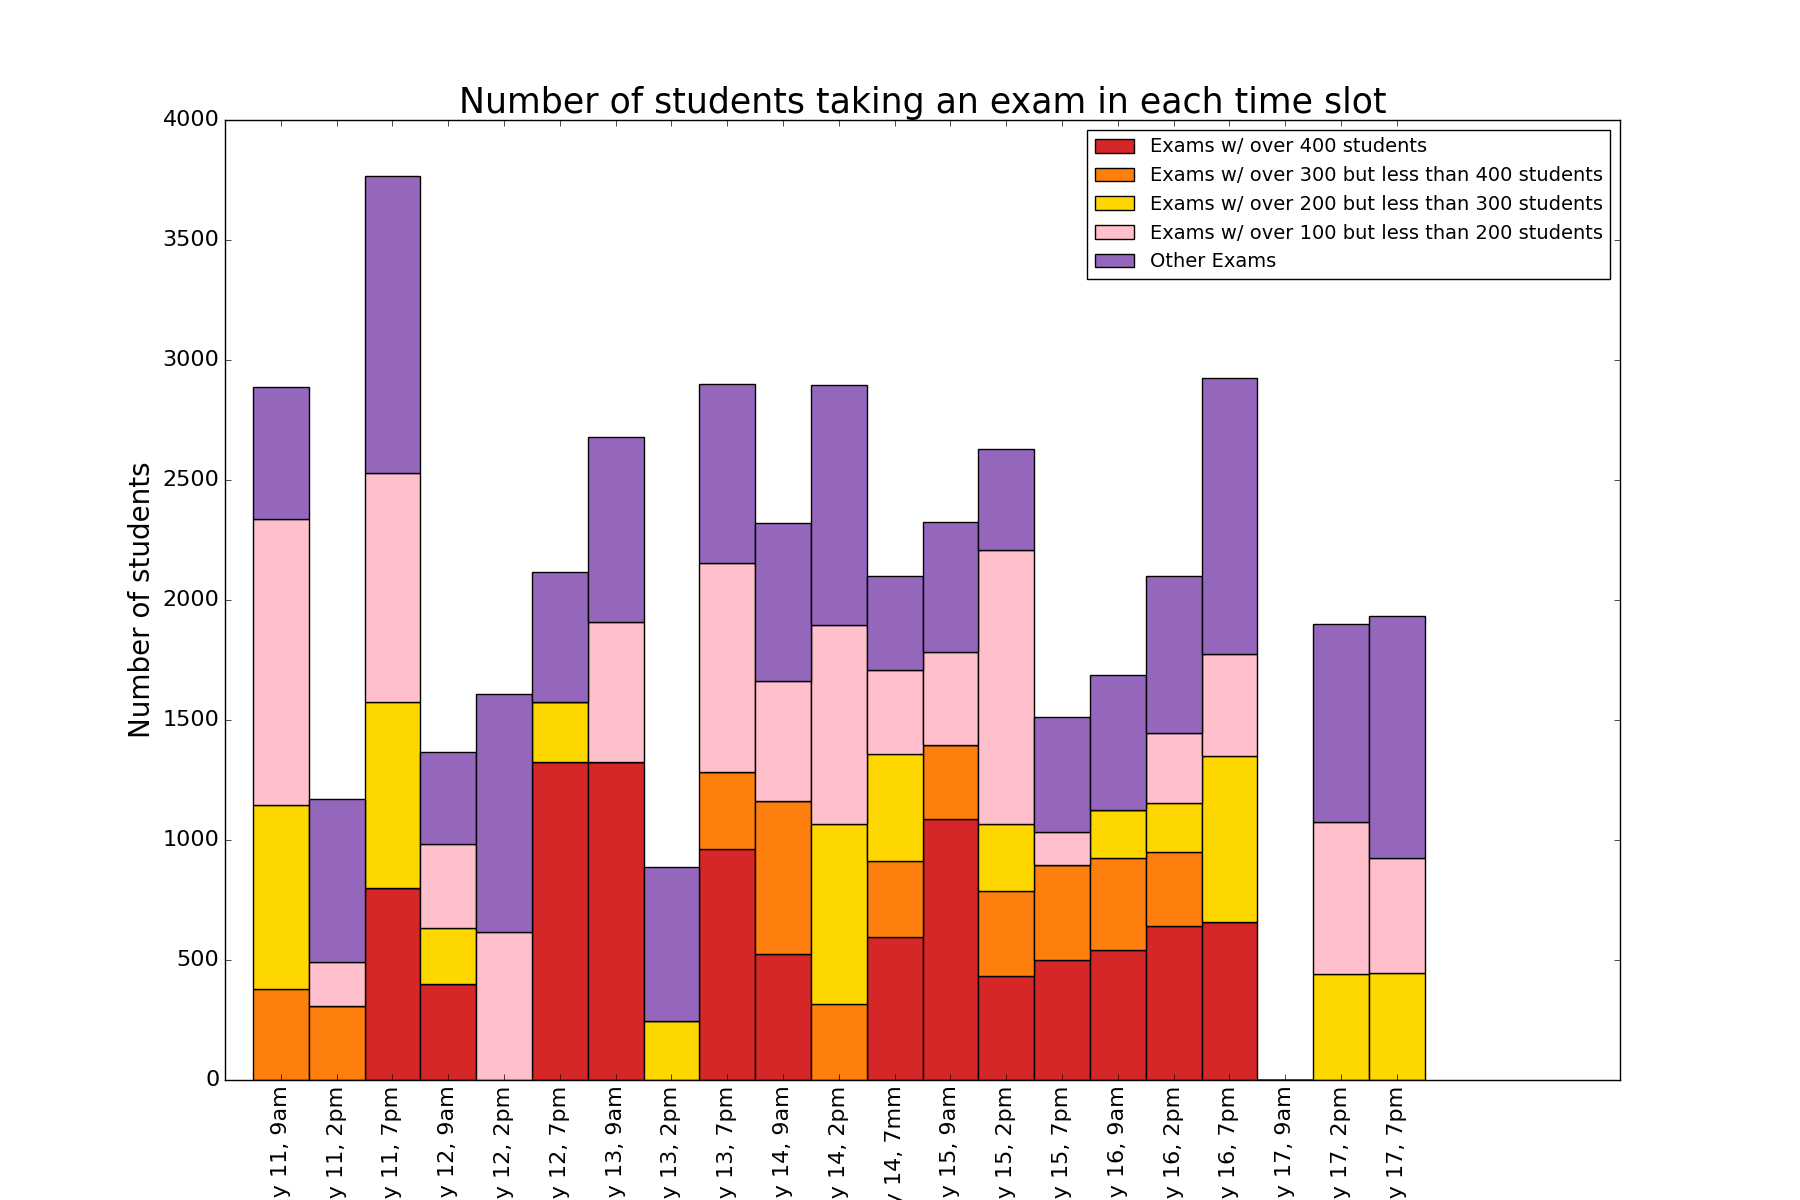 Number of students taking an exam in each time slot
4000
3500
3000
2500
2000
1500
1000
500
0
Number of students
Exams w/ over 400 students
Exams w/ over 300 but less than 400 students
Exams w/ over 200 but less than 300 students
Exams w/ over 100 but less than 200 students
Other Exams
y 11, 9am
y 11, 2pm
y 11, 7pm
y 12, 9am
y 12, 2pm
y 12, 7pm
y 13, 9am
y 13, 2pm
y 13, 7pm
y 14, 9am
y 14, 2pm
y 14, 7mm
y 15, 9am
y 15, 2pm
y 15, 7pm
y 16, 9am
y 16, 2pm
y 16, 7pm
y 17, 9am
y 17, 2pm
y 17, 7pm